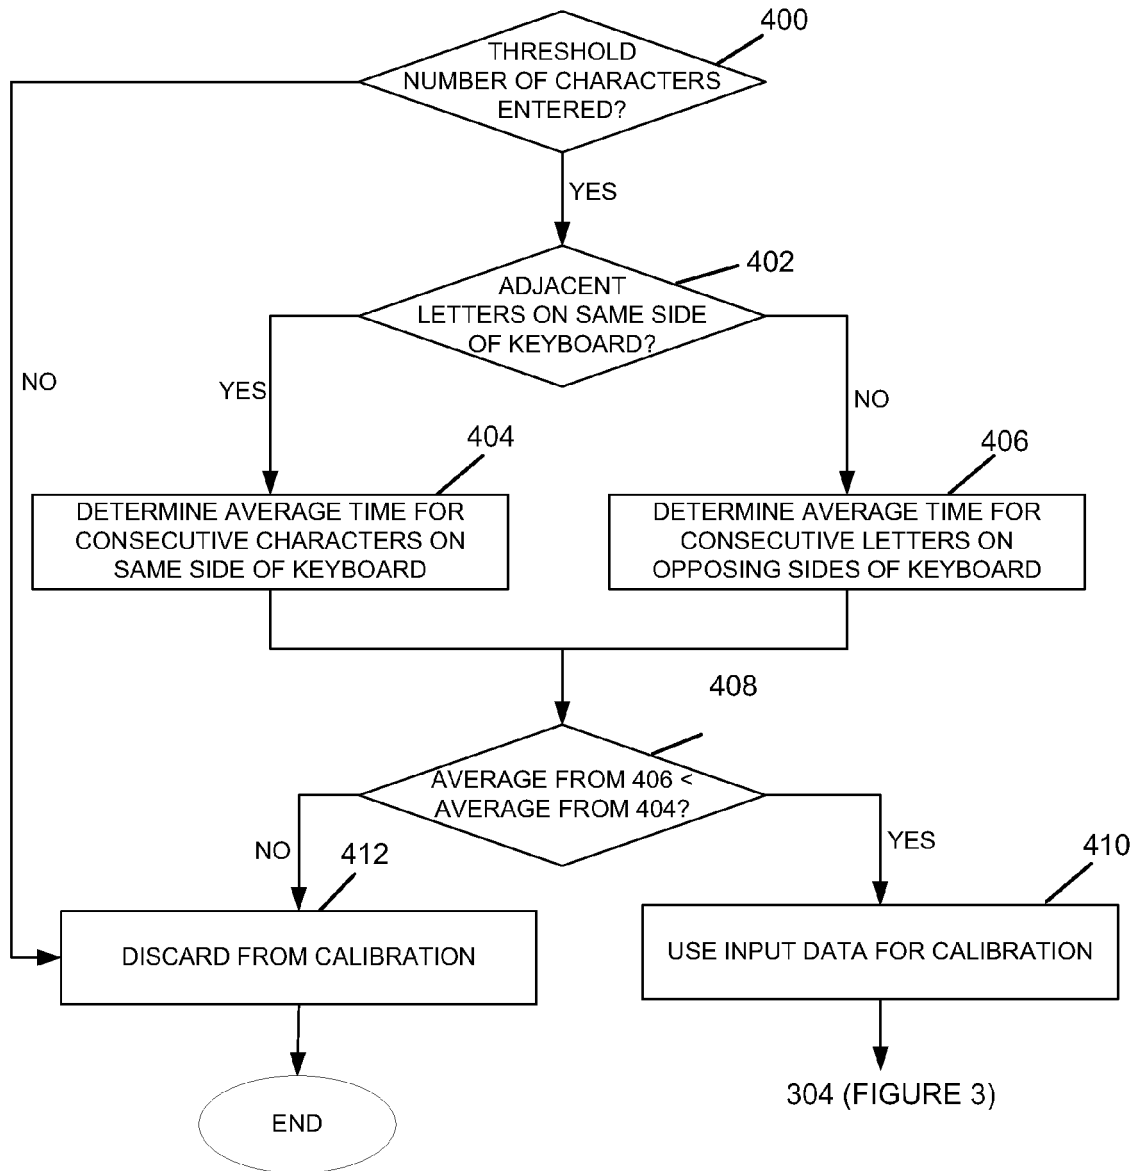 400
THRESHOLD
NUMBER OF CHARACTERS
ENTERED?
YES
402
ADJACENT
LETTERS ON SAME SIDE
OF KEYBOARD?
NO
YES
NO
404
406
DETERMINE AVERAGE TIME FOR
CONSECUTIVE CHARACTERS ON
SAME SIDE OF KEYBOARD
DETERMINE AVERAGE TIME FOR
CONSECUTIVE LETTERS ON
OPPOSING SIDES OF KEYBOARD
408
AVERAGE FROM 406 <
AVERAGE FROM 404?
NO
YES
412
410
DISCARD FROM CALIBRATION
USE INPUT DATA FOR CALIBRATION
304 (FIGURE 3)
END